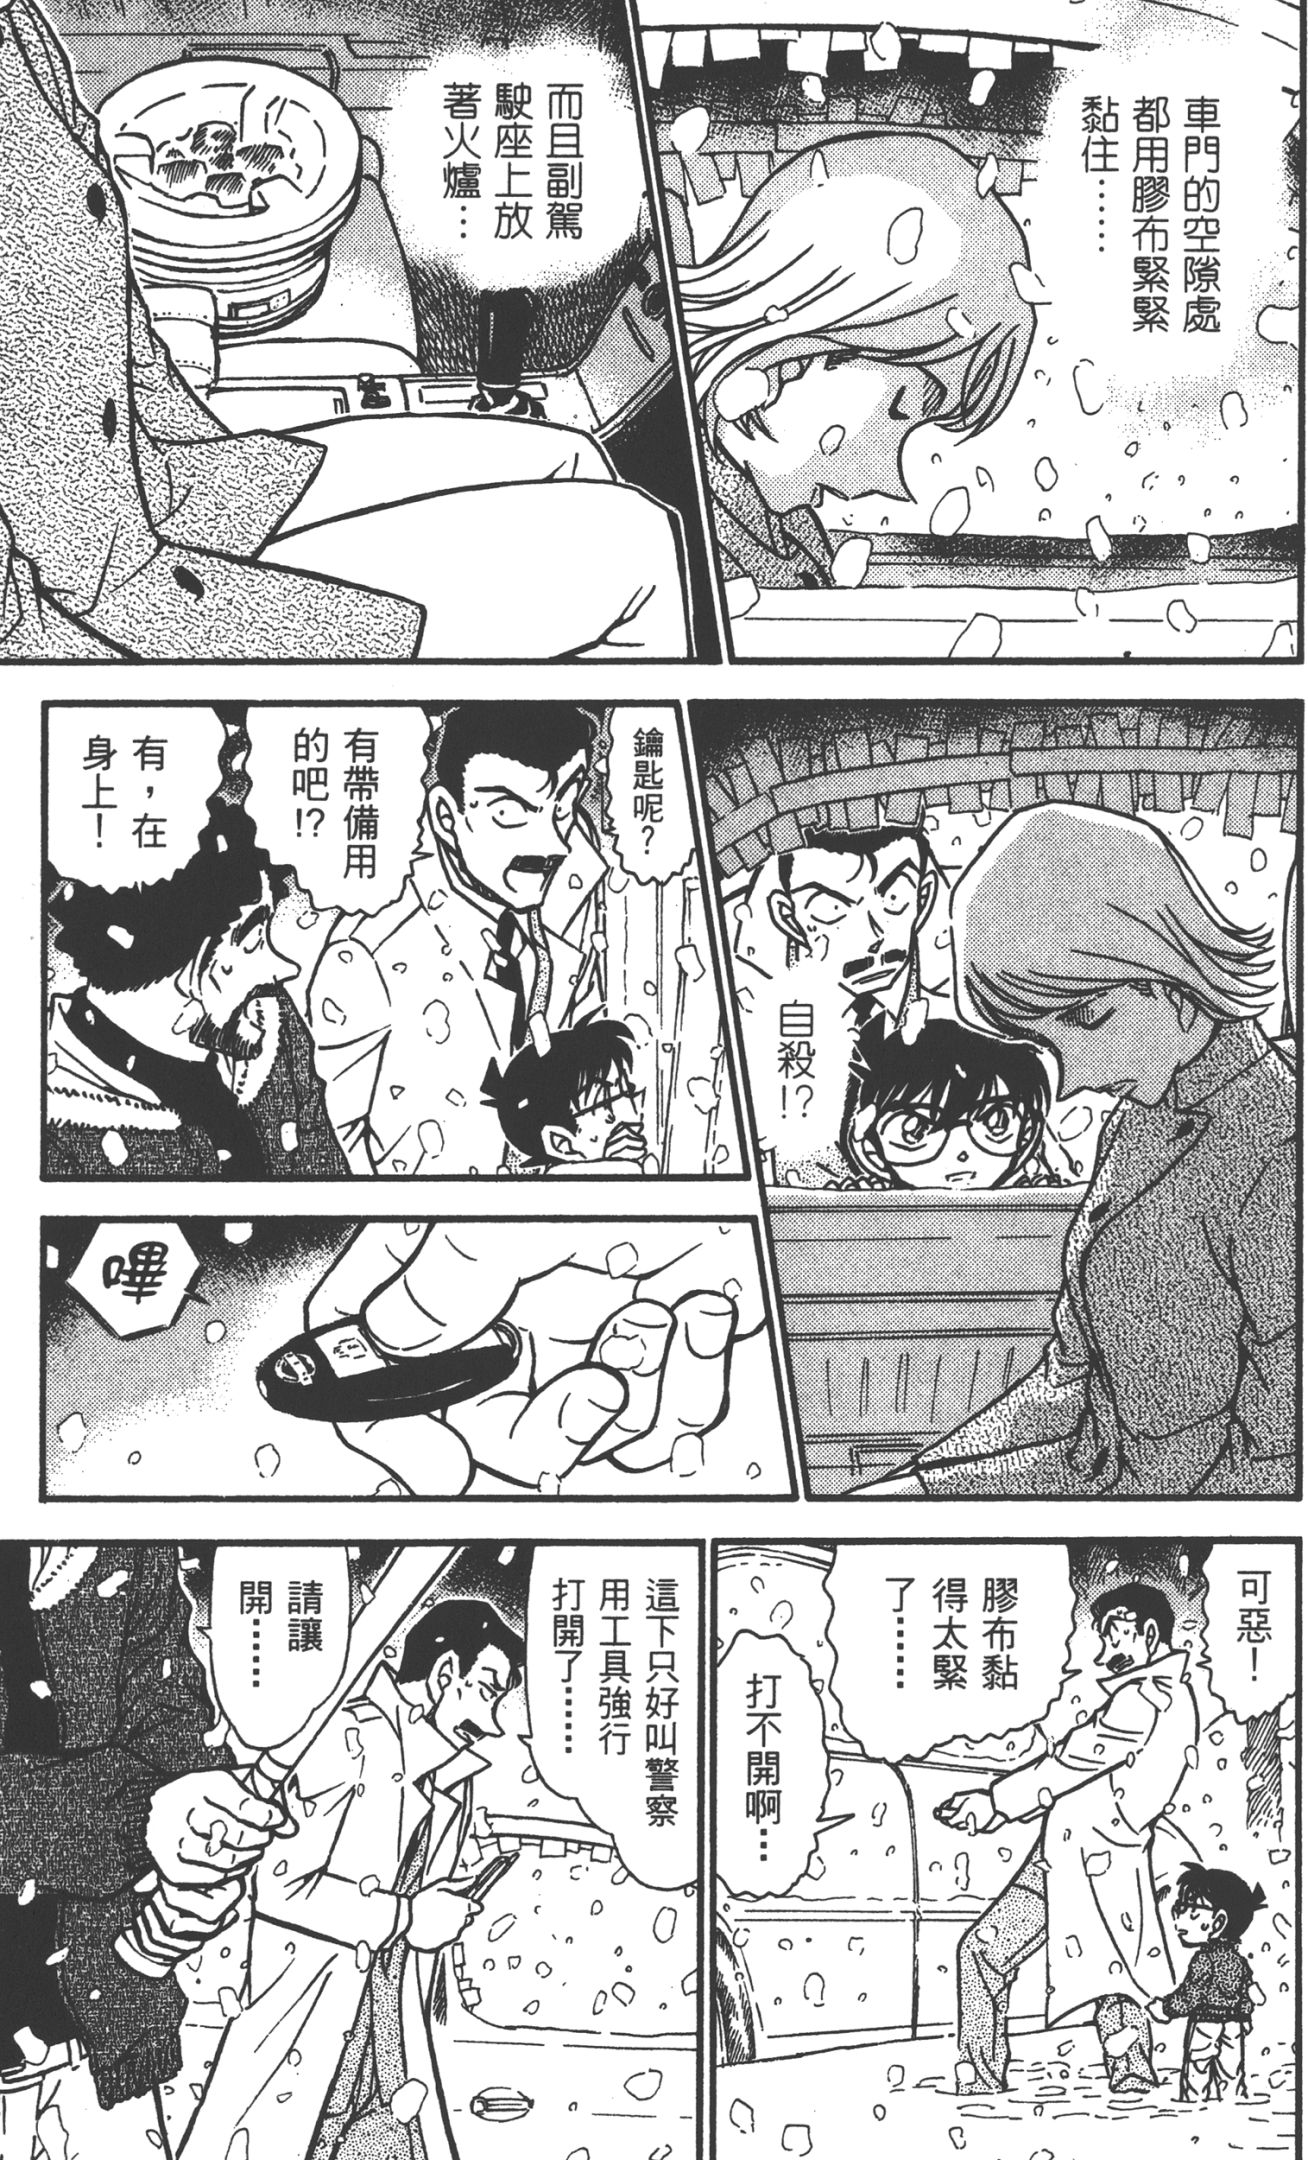 車門的空隙處
都用膠布緊緊
黏住……
而且副駕
駛座上放
著火爐…
自殺!?
鑰匙呢?
有帶備用
的吧!?
有，在
身上！
嗶
可惡！
膠布黏
得太緊
了……
打不開啊…
這下只好叫警察
用工具強行
打開了……
請讓
開……